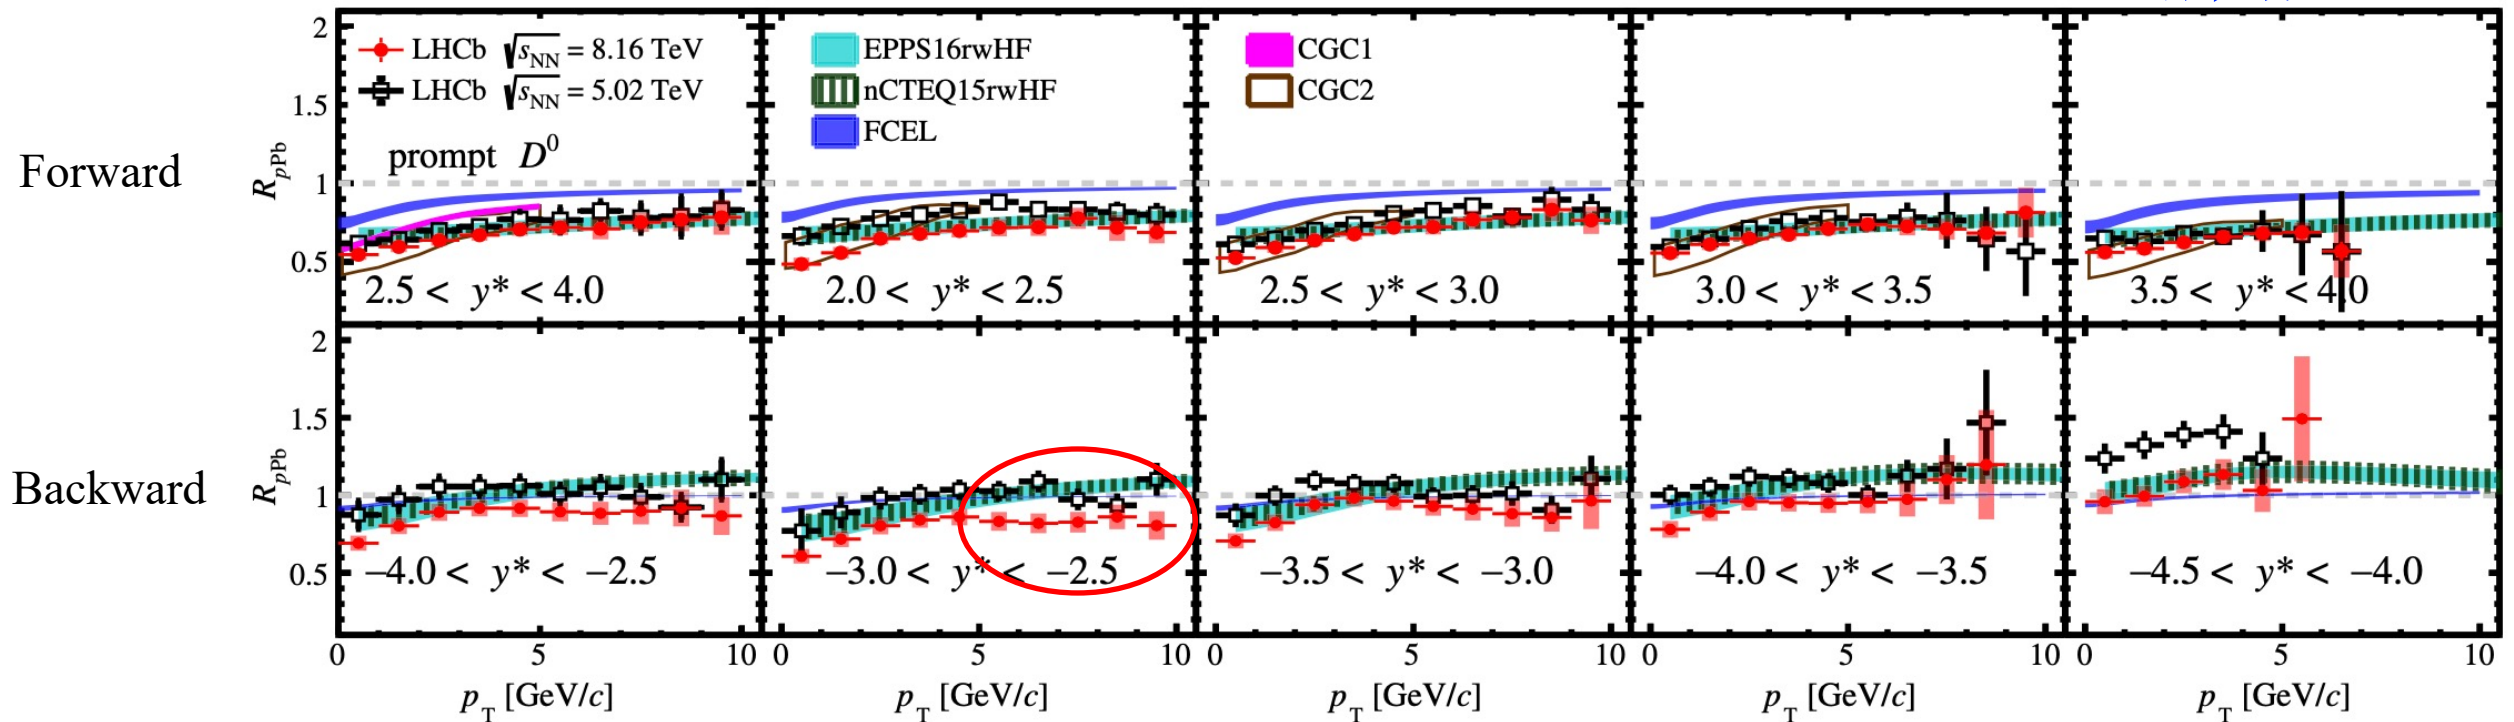 2
LHCb √sNN = 8.16 TeV
EPPS16rwHF
CGC1
LHCb √sNN = 5.02 TeV
nCTEQ15rwHF
CGC2
1.5
FCEL
prompt D⁰
Forward
RpPb
1
0.5
2.5 < y* < 4.0
2.0 < y* < 2.5
2.5 < y* < 3.0
3.0 < y* < 3.5
3.5 < y* < 4.0
2
1.5
Backward
RpPb
1
0.5
−4.0 < y* < −2.5
−3.0 < y* < −2.5
−3.5 < y* < −3.0
−4.0 < y* < −3.5
−4.5 < y* < −4.0
0 5 10 0 5 10 0 5 10 0 5 10 0 5 10
pT [GeV/c] pT [GeV/c] pT [GeV/c] pT [GeV/c] pT [GeV/c]